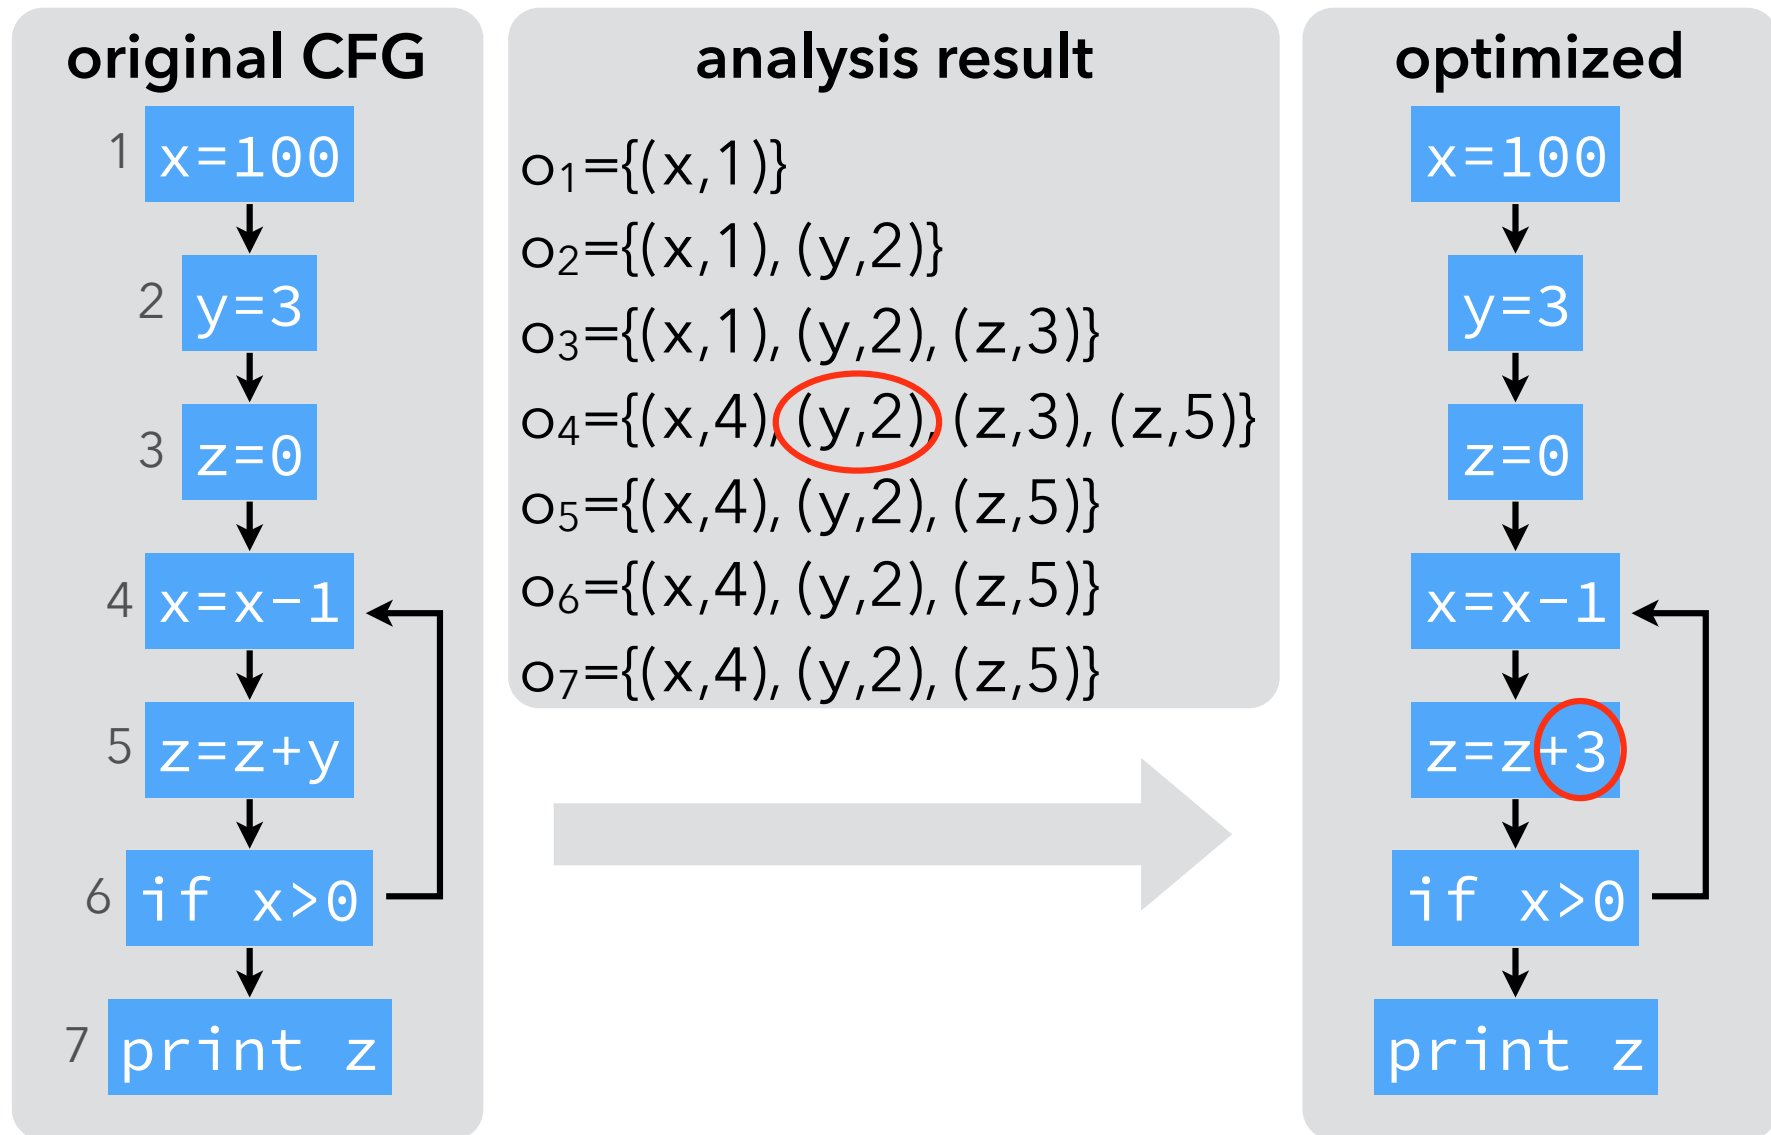 original CFG
1 x=100
2 y=3
3 z=0
4 x=x-1
5 z=z+y
6 if x>0
7 print z
analysis result
o₁={(x,1)}
o₂={(x,1), (y,2)}
o₃={(x,1), (y,2), (z,3)}
o₄={(x,4), (y,2), (z,3), (z,5)}
o₅={(x,4), (y,2), (z,5)}
o₆={(x,4), (y,2), (z,5)}
o₇={(x,4), (y,2), (z,5)}
optimized
x=100
y=3
z=0
x=x-1
z=z+3
if x>0
print z